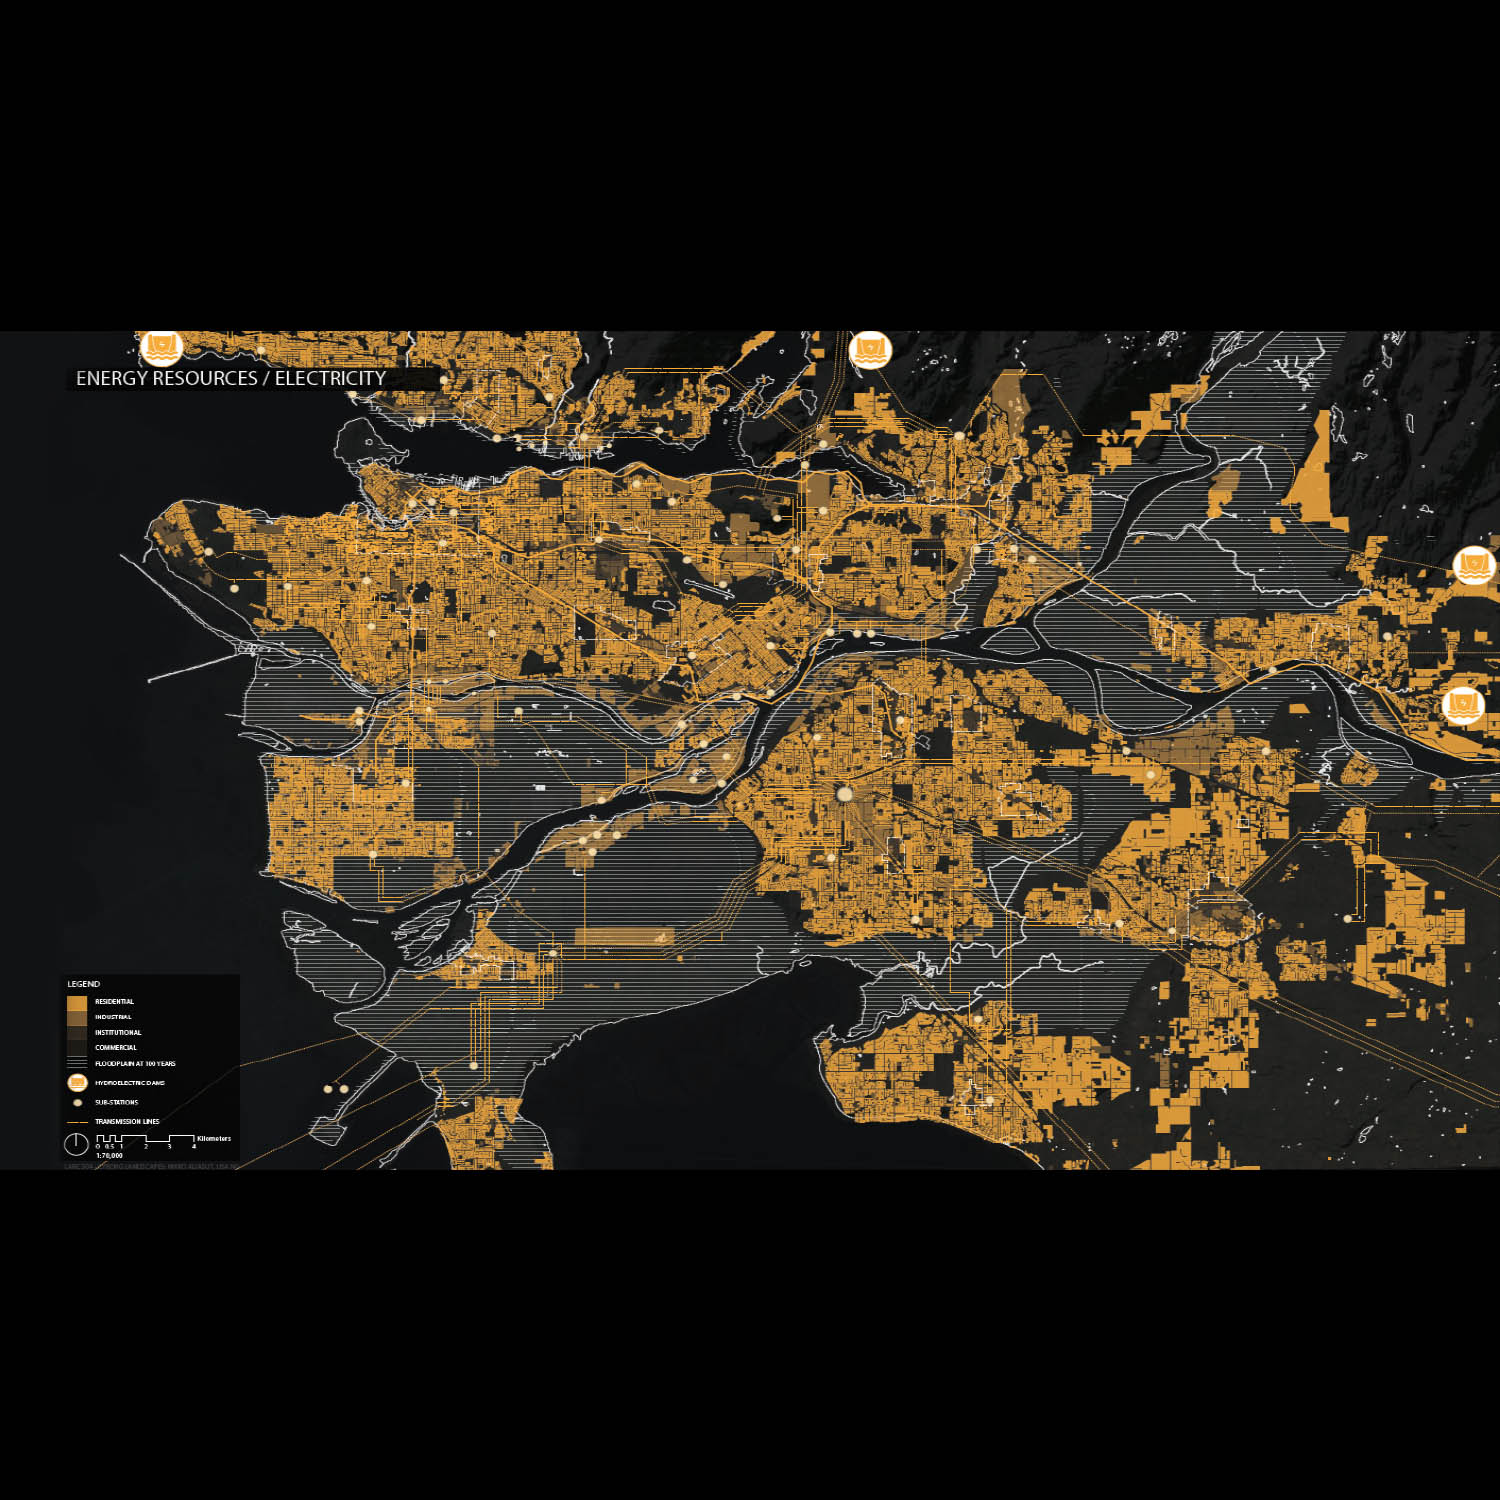 ENERGY RESOURCES / ELECTRICITY
LEGEND
RESIDENTIAL
INDUSTRIAL
INSTITUTIONAL
COMMERCIAL
FLOODPLAIN AT 100 YEARS
HYDROELECTRIC DAMS
SUB-STATIONS
TRANSMISSION LINES
Kilometers
0 0.5 1 2 3 4
1:70,000